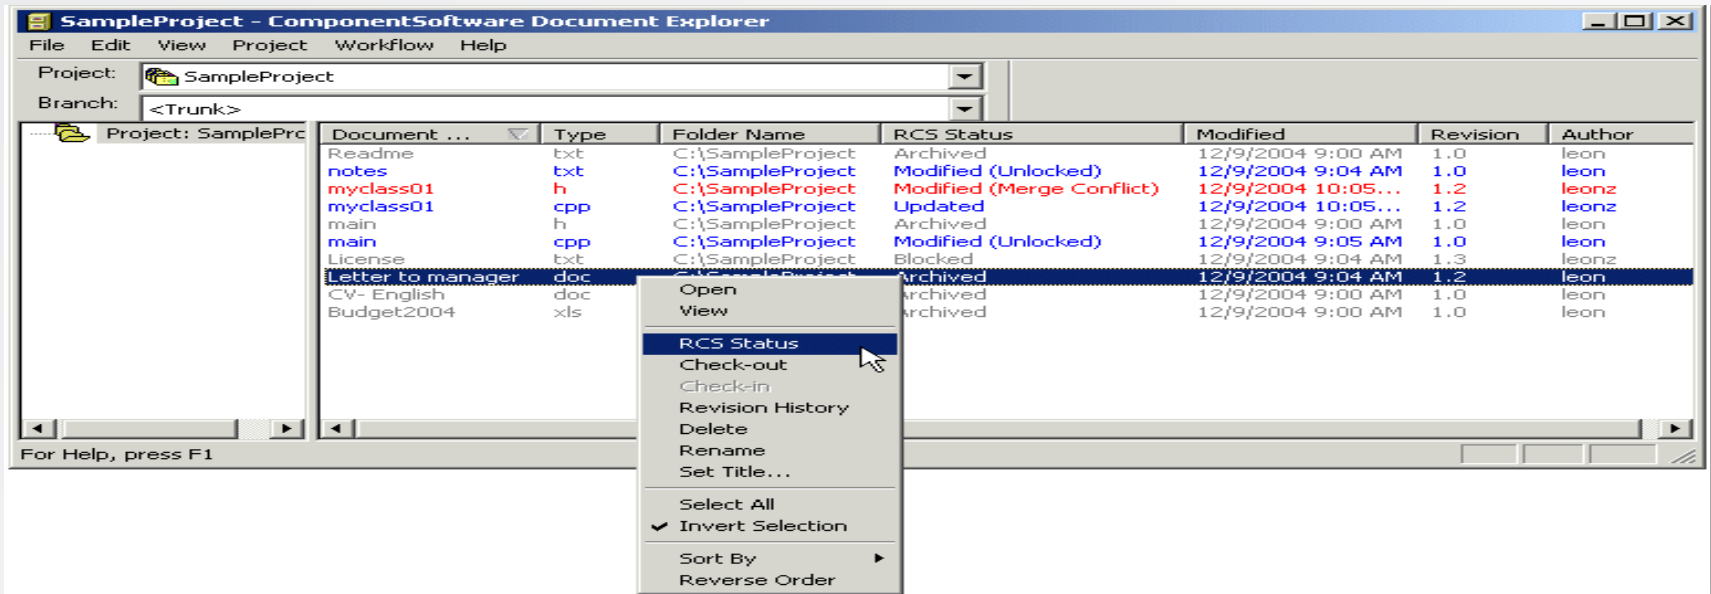 SampleProject - ComponentSoftware Document Explorer
File Edit View Project Workflow Help
Project: SampleProject
Branch: <Trunk>
Project: SamplePrc
Document ... Type Folder Name RCS Status Modified Revision Author
Readme txt C:\SampleProject Archived 12/9/2004 9:00 AM 1.0 leon
notes txt C:\SampleProject Modified (Unlocked) 12/9/2004 9:04 AM 1.0 leon
myclass01 h C:\SampleProject Modified (Merge Conflict) 12/9/2004 10:05... 1.2 leonz
myclass01 cpp C:\SampleProject Updated 12/9/2004 10:05... 1.2 leonz
main h C:\SampleProject Archived 12/9/2004 9:00 AM 1.0 leon
main cpp C:\SampleProject Modified (Unlocked) 12/9/2004 9:05 AM 1.0 leon
License txt C:\SampleProject Blocked 12/9/2004 9:04 AM 1.3 leonz
Letter to manager doc C:\SampleProject Archived 12/9/2004 9:04 AM 1.2 leon
CV- English doc rchived 12/9/2004 9:00 AM 1.0 leon
Budget2004 xls rchived 12/9/2004 9:00 AM 1.0 leon
Open
View
RCS Status
Check-out
Check-in
Revision History
Delete
Rename
Set Title...
Select All
Invert Selection
Sort By
Reverse Order
For Help, press F1